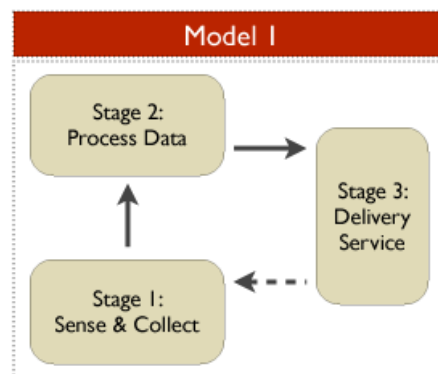 Model 1
Stage 2:
Process Data
Stage 3:
Delivery
Service
Stage 1:
Sense & Collect